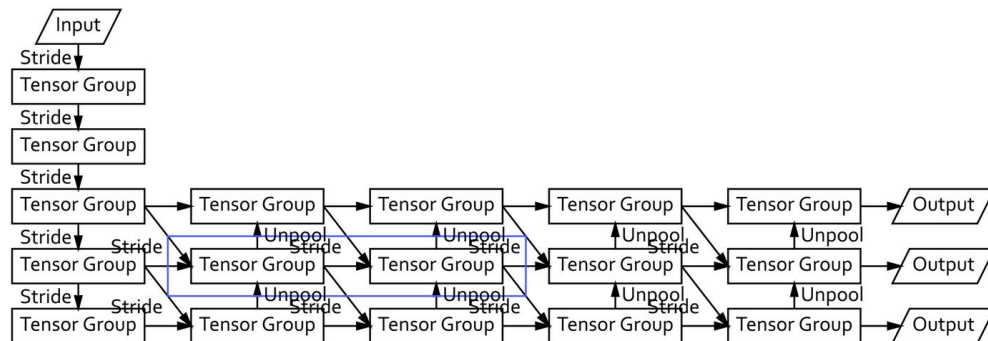 Input
Stride
Tensor Group
Stride
Tensor Group
Stride
Tensor Group Tensor Group Tensor Group Tensor Group Tensor Group Output
Stride Stride Unpool Stride Unpool Stride Unpool Stride Unpool
Tensor Group Tensor Group Tensor Group Tensor Group Tensor Group Output
Stride Stride Unpool Stride Unpool Stride Unpool Stride Unpool
Tensor Group Tensor Group Tensor Group Tensor Group Tensor Group Output